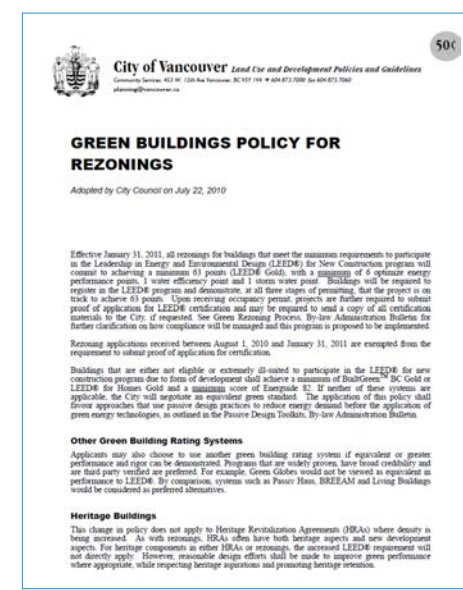 50¢
City of Vancouver Land Use and Development Policies and Guidelines
Community Services, 453 W. 12th Ave Vancouver, BC V5Y 1V4 604.873.7000 fax 604.873.7060
planning@vancouver.ca
GREEN BUILDINGS POLICY FOR
REZONINGS
Adopted by City Council on July 22, 2010
Effective January 31, 2011, all rezonings for buildings that meet the minimum requirements to participate
in the Leadership in Energy and Environmental Design (LEED®) for New Construction program will
commit to achieving a minimum 63 points (LEED® Gold), with a minimum of 6 optimize energy
performance points, 1 water efficiency point and 1 storm water point. Buildings will be required to
register in the LEED® program and demonstrate, at all three stages of permitting, that the project is on
track to achieve 63 points. Upon receiving occupancy permit, projects are further required to submit
proof of application for LEED® certification and may be required to send a copy of all certification
materials to the City, if requested. See Green Rezoning Process, By-law Administration Bulletin for
further clarification on how compliance will be managed and this program is proposed to be implemented.
Rezoning applications received between August 1, 2010 and January 31, 2011 are exempted from the
requirement to submit proof of application for certification.
Buildings that are either not eligible or extremely ill-suited to participate in the LEED® for new
construction program due to form of development shall achieve a minimum of BuiltGreen™ BC Gold or
LEED® for Homes Gold and a minimum score of Energuide 82. If neither of these systems are
applicable, the City will negotiate an equivalent green standard. The application of this policy shall
favour approaches that use passive design practices to reduce energy demand before the application of
green energy technologies, as outlined in the Passive Design Toolkits, By-law Administration Bulletin.
Other Green Building Rating Systems
Applicants may also choose to use another green building rating system if equivalent or greater
performance and rigor can be demonstrated. Programs that are widely proven, have broad credibility and
are third party verified are preferred. For example, Green Globes would not be viewed as equivalent in
performance to LEED®. By comparison, systems such as Passiv Haus, BREEAM and Living Buildings
would be considered as preferred alternatives.
Heritage Buildings
This change in policy does not apply to Heritage Revitalization Agreements (HRAs) where density is
being increased. As with rezonings, HRAs often have both heritage aspects and new development
aspects. For heritage components in either HRAs or rezonings, the increased LEED® requirement will
not directly apply. However, reasonable design efforts shall be made to improve green performance
where appropriate, while respecting heritage aspirations and promoting heritage retention.